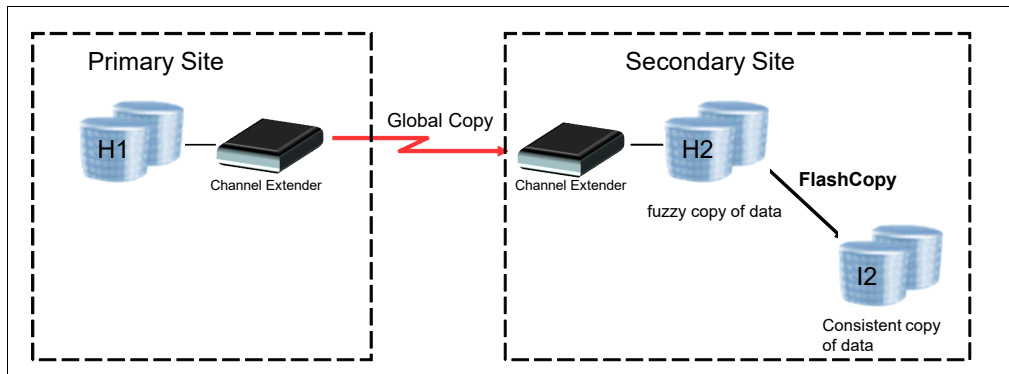 Primary Site
Secondary Site
H1
Channel Extender
Global Copy
Channel Extender
H2
fuzzy copy of data
FlashCopy
I2
Consistent copy
of data